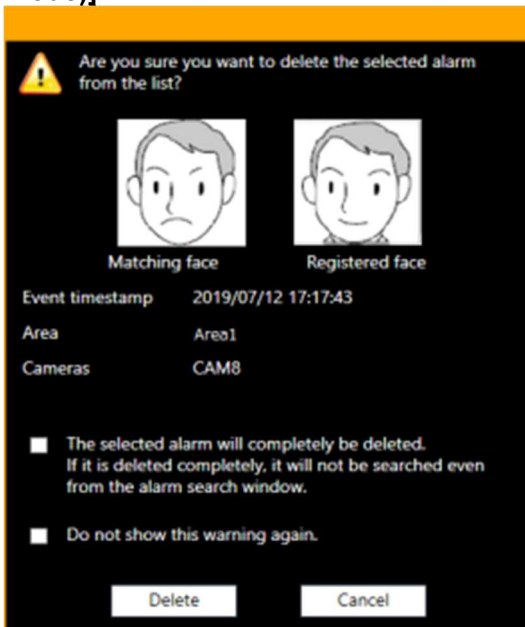 Are you sure you want to delete the selected alarm
from the list?
Matching face Registered face
Event timestamp 2019/07/12 17:17:43
Area Area1
Cameras CAM8
The selected alarm will completely be deleted.
If it is deleted completely, it will not be searched even
from the alarm search window.
Do not show this warning again.
Delete Cancel